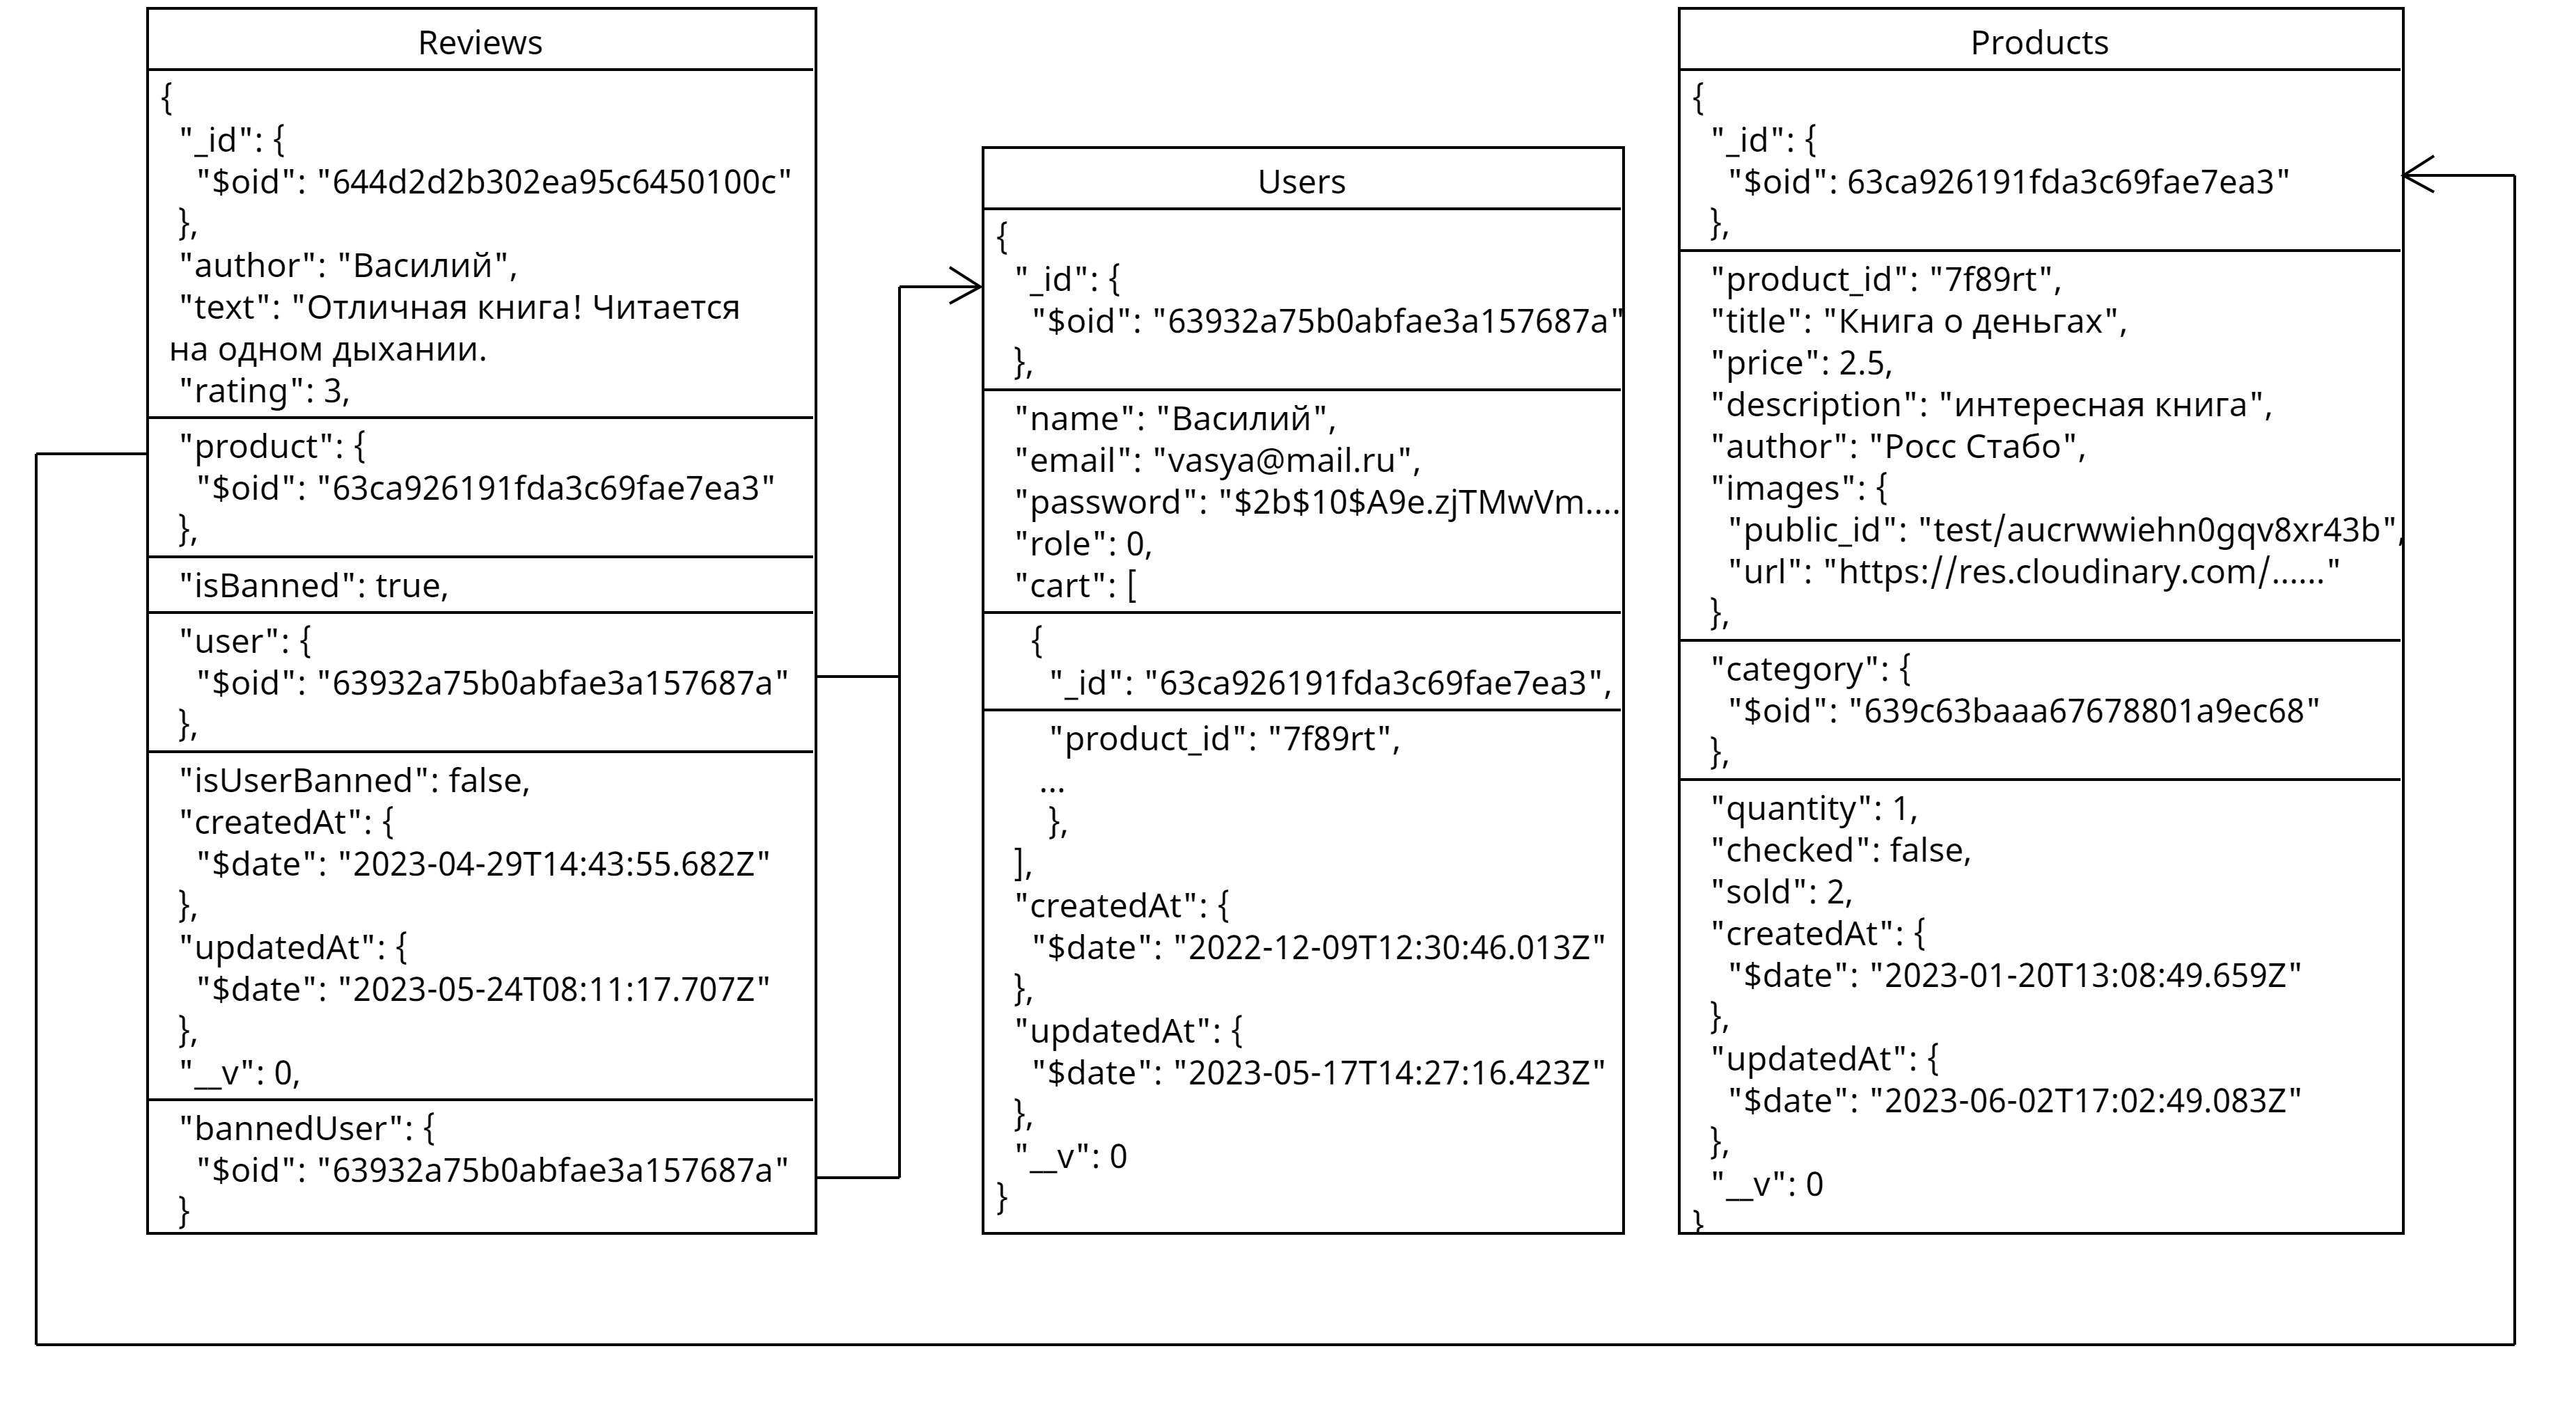 Reviews
{
"_id": {
"$oid": "644d2d2b302ea95c6450100c"
},
"author": "Василий",
"text": "Отличная книга! Читается
на одном дыхании.
"rating": 3,
"product": {
"$oid": "63ca926191fda3c69fae7ea3"
},
"isBanned": true,
"user": {
"$oid": "63932a75b0abfae3a157687a"
},
"isUserBanned": false,
"createdAt": {
"$date": "2023-04-29T14:43:55.682Z"
},
"updatedAt": {
"$date": "2023-05-24T08:11:17.707Z"
},
"__v": 0,
"bannedUser": {
"$oid": "63932a75b0abfae3a157687a"
}
Users
{
"_id": {
"$oid": "63932a75b0abfae3a157687a"
},
"name": "Василий",
"email": "vasya@mail.ru",
"password": "$2b$10$A9e.zjTMwVm....
"role": 0,
"cart": [
{
"_id": "63ca926191fda3c69fae7ea3",
"product_id": "7f89rt",
...
},
],
"createdAt": {
"$date": "2022-12-09T12:30:46.013Z"
},
"updatedAt": {
"$date": "2023-05-17T14:27:16.423Z"
},
"__v": 0
}
Products
{
"_id": {
"$oid": 63ca926191fda3c69fae7ea3"
},
"product_id": "7f89rt",
"title": "Книга о деньгах",
"price": 2.5,
"description": "интересная книга",
"author": "Росс Стабо",
"images": {
"public_id": "test/aucrwwiehn0gqv8xr43b",
"url": "https://res.cloudinary.com/......"
},
"category": {
"$oid": "639c63baaa67678801a9ec68"
},
"quantity": 1,
"checked": false,
"sold": 2,
"createdAt": {
"$date": "2023-01-20T13:08:49.659Z"
},
"updatedAt": {
"$date": "2023-06-02T17:02:49.083Z"
},
"__v": 0
}